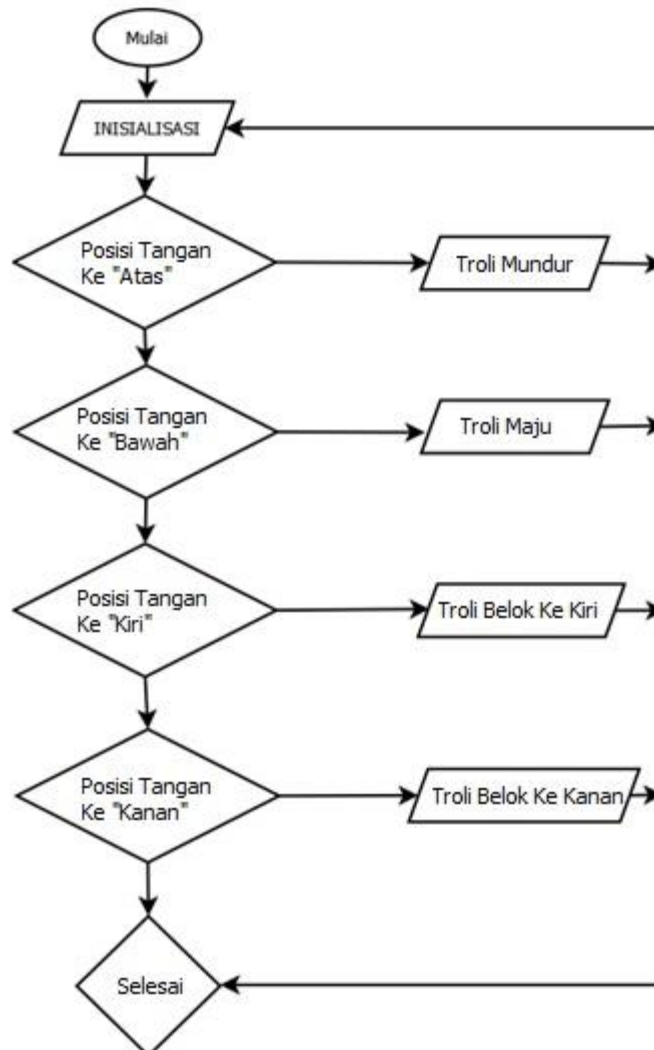 Mulai
INISIALISASI
Posisi Tangan
Ke "Atas"
Troli Mundur
Posisi Tangan
Ke "Bawah"
Troli Maju
Posisi Tangan
Ke "Kiri"
Troli Belok Ke Kiri
Posisi Tangan
Ke "Kanan"
Troli Belok Ke Kanan
Selesai